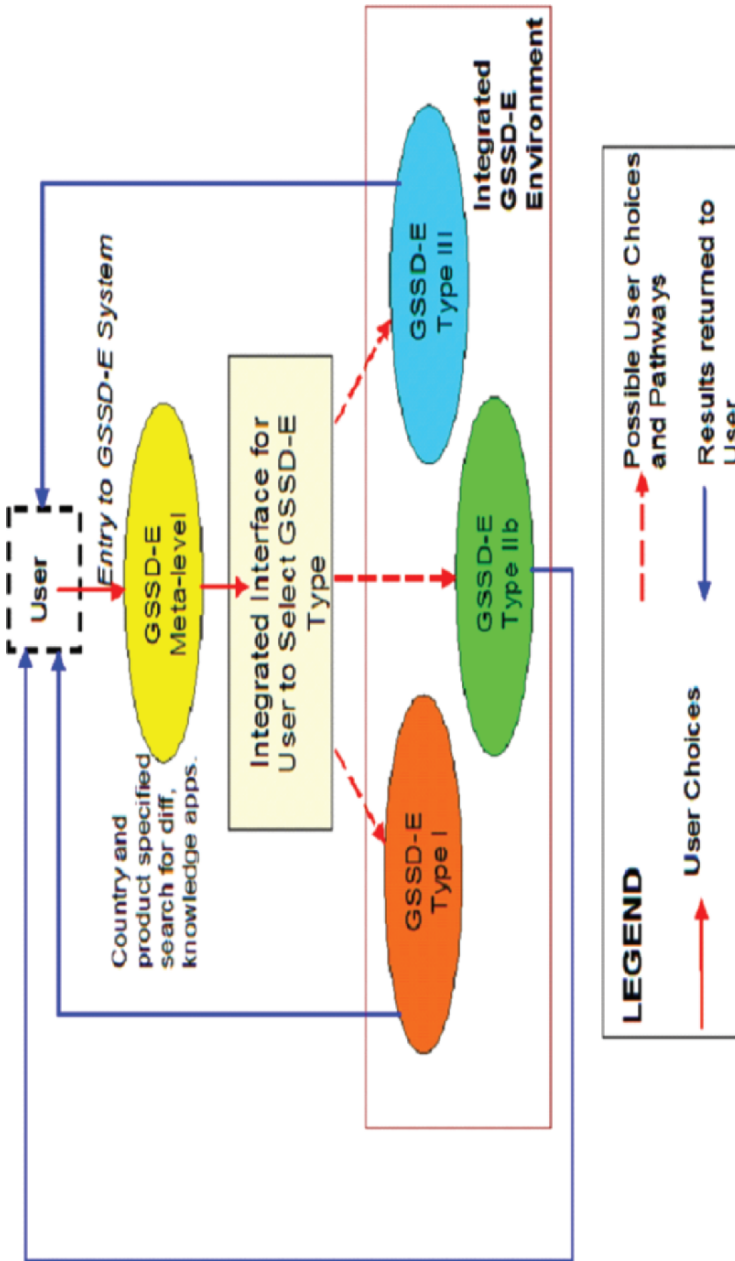 User
Entry to GSSD-E System
GSSD-E
Meta-level
Country and
product specified
search for diff,
knowledge apps.
Integrated Interface for
User to Select GSSD-E
Type
GSSD-E
Type I
GSSD-E
Type IIb
GSSD-E
Type III
Integrated
GSSD-E
Environment
LEGEND
User Choices
Possible User Choices
and Pathways
Results returned to
User